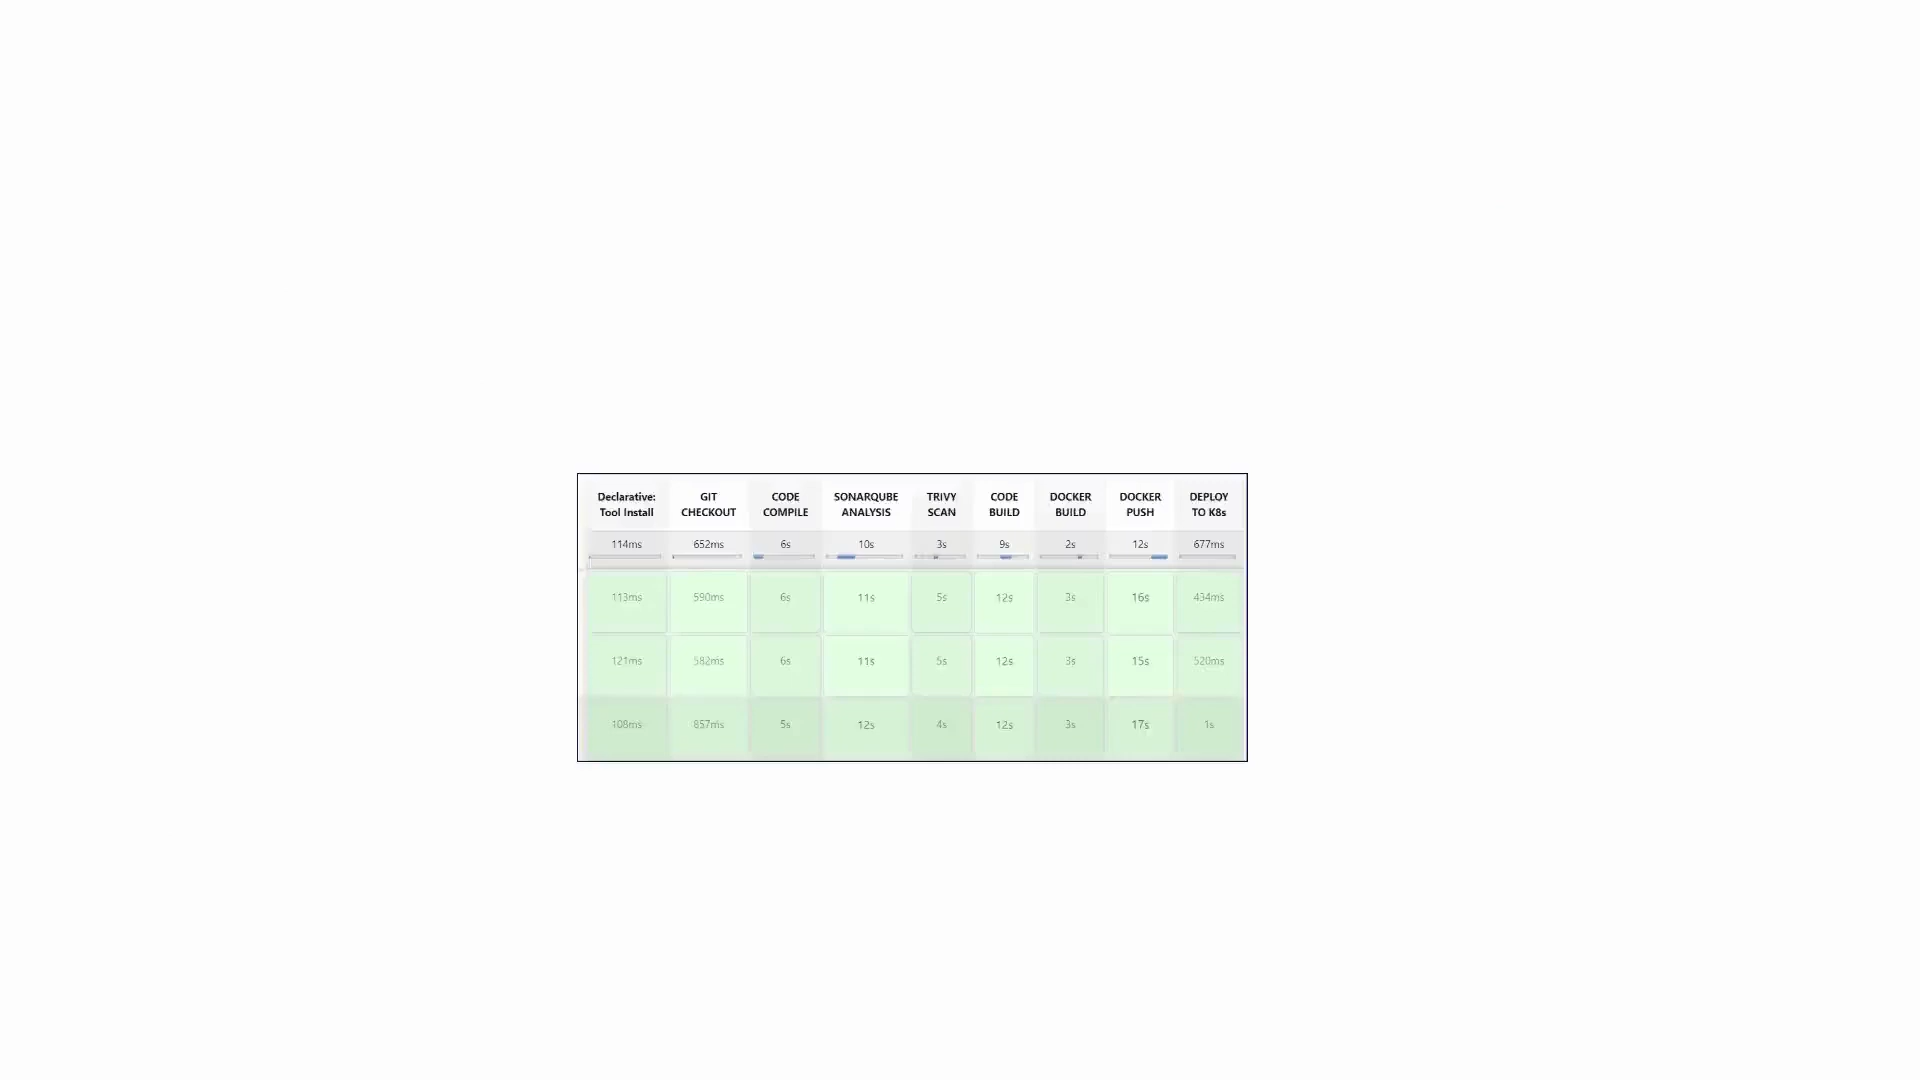 Declarative: Tool Install GIT CHECKOUT CODE COMPILE SONARQUBE ANALYSIS TRIVY SCAN CODE BUILD DOCKER BUILD DOCKER PUSH DEPLOY TO K8s
114ms 652ms 6s 10s 3s 9s 2s 12s 677ms
113ms 590ms 6s 11s 5s 12s 3s 16s 434ms
121ms 582ms 6s 11s 5s 12s 3s 15s 520ms
108ms 857ms 5s 12s 4s 12s 3s 17s 1s